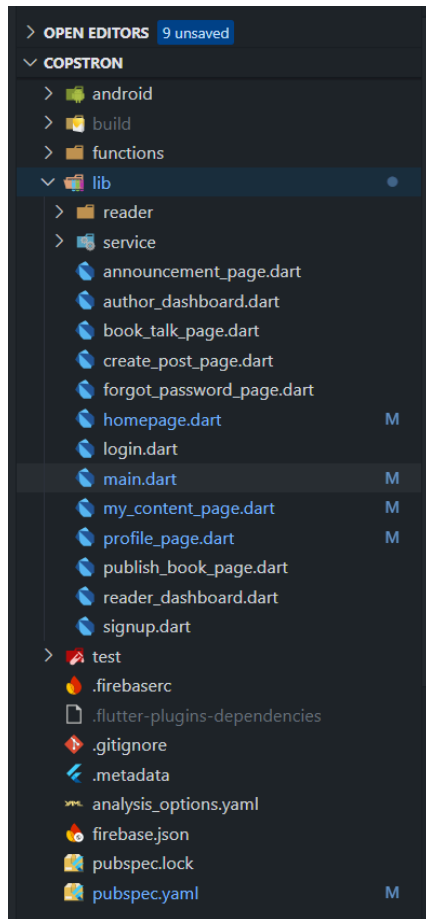 OPEN EDITORS 9 unsaved
COPSTRON
android
build
functions
lib
reader
service
announcement_page.dart
author_dashboard.dart
book_talk_page.dart
create_post_page.dart
forgot_password_page.dart
homepage.dart M
login.dart
main.dart M
my_content_page.dart M
profile_page.dart M
publish_book_page.dart
reader_dashboard.dart
signup.dart
test
.firebaserc
.flutter-plugins-dependencies
.gitignore
.metadata
analysis_options.yaml
firebase.json
pubspec.lock
pubspec.yaml M